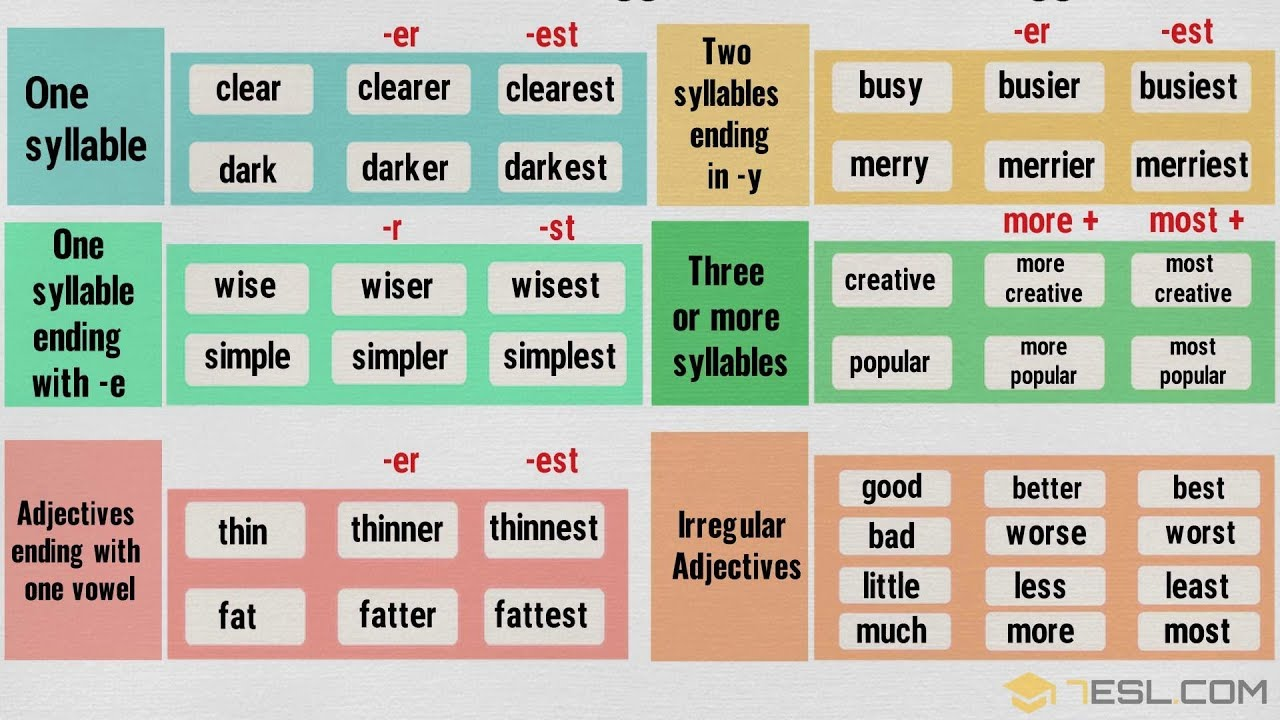 -er -est
One
syllable
clear clearer clearest
dark darker darkest
-er -est
Two
syllables
ending
in -y
busy busier busiest
merry merrier merriest
-r -st
One
syllable
ending
with -e
wise wiser wisest
simple simpler simplest
more + most +
Three
or more
syllables
creative more creative most creative
popular more popular most popular
-er -est
Adjectives
ending with
one vowel
thin thinner thinnest
fat fatter fattest
Irregular
Adjectives
good better best
bad worse worst
little less least
much more most
7ESL.COM